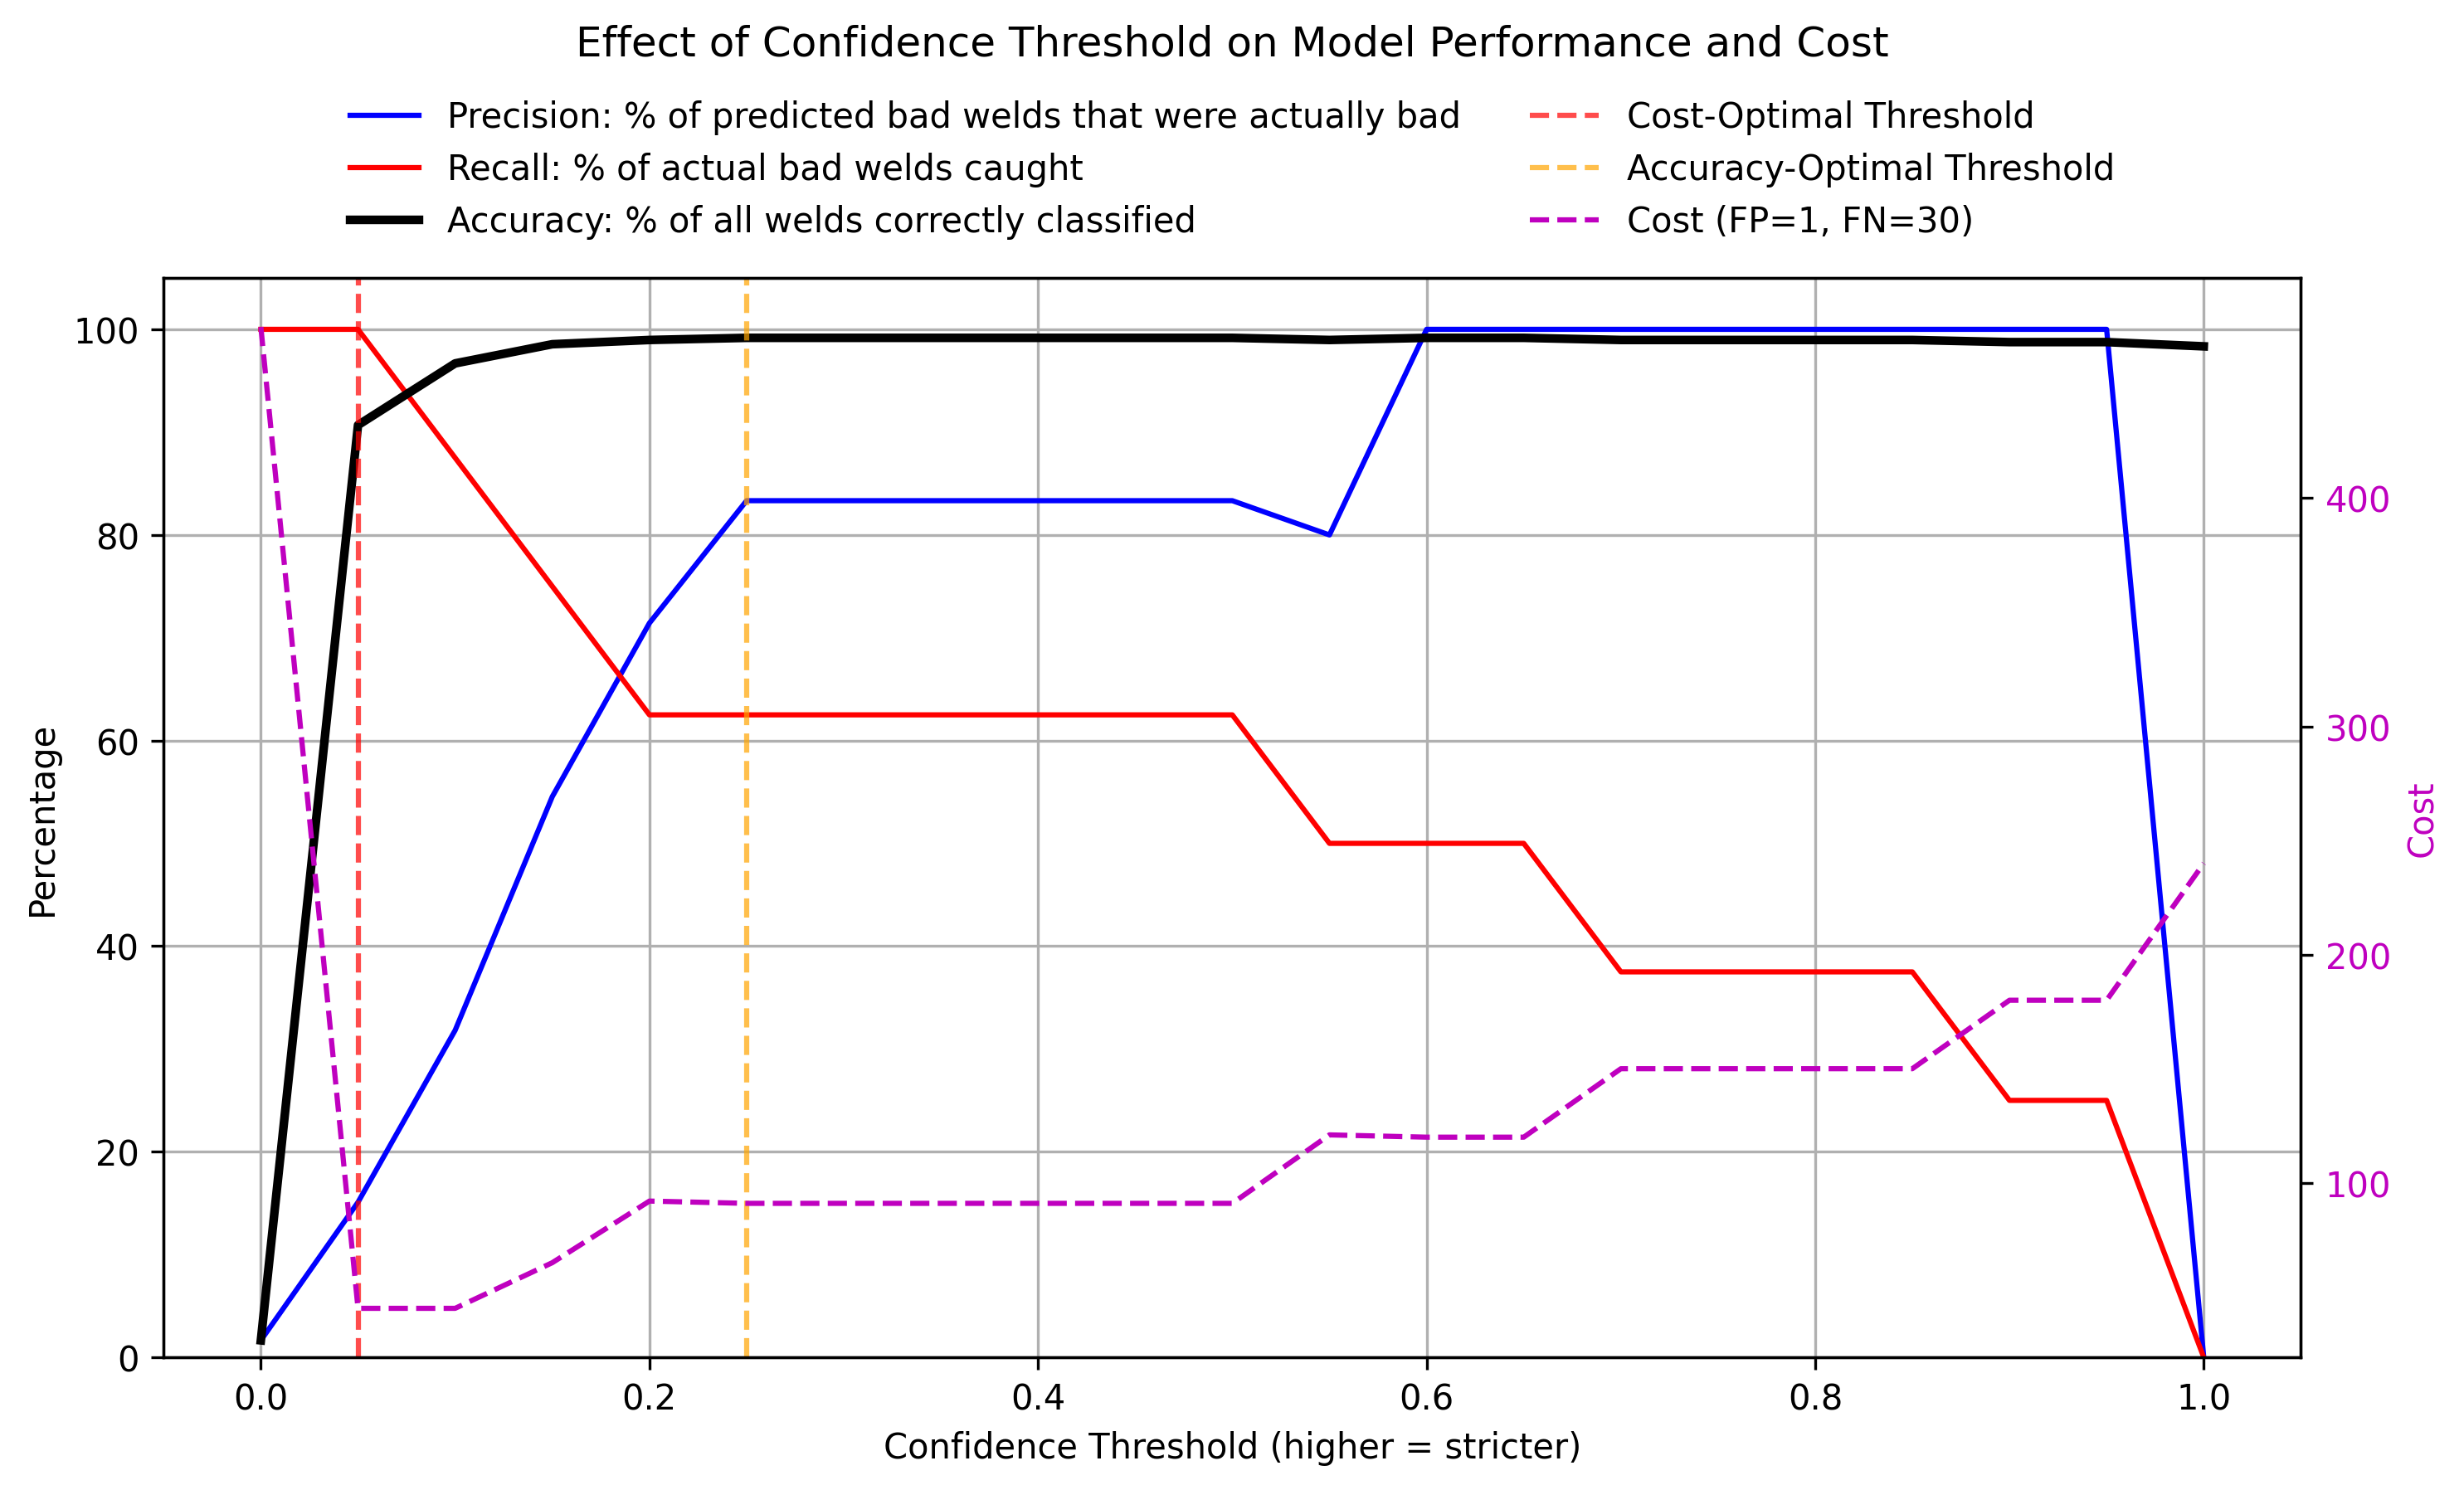 Effect of Confidence Threshold on Model Performance and Cost
Precision: % of predicted bad welds that were actually bad
Recall: % of actual bad welds caught
Accuracy: % of all welds correctly classified
Cost-Optimal Threshold
Accuracy-Optimal Threshold
Cost (FP=1, FN=30)
100
80
60
40
20
0
Percentage
400
300
200
100
Cost
0.0 0.2 0.4 0.6 0.8 1.0
Confidence Threshold (higher = stricter)